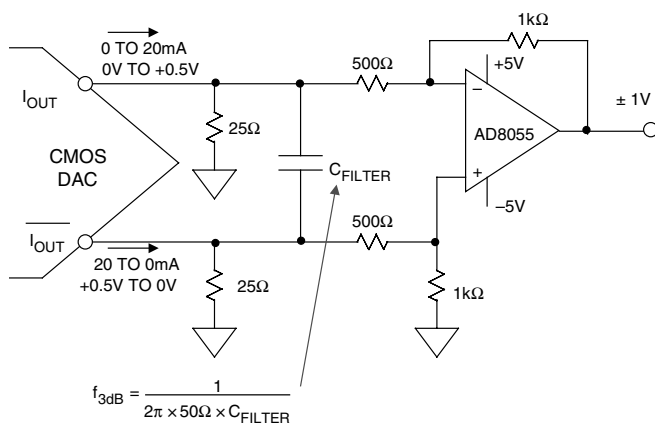 0 TO 20mA
0V TO +0.5V
1kΩ
500Ω
+5V
± 1V
I_OUT
25Ω
−
AD8055
CMOS
DAC
C_FILTER
+
−5V
500Ω
I_OUT
20 TO 0mA
+0.5V TO 0V
25Ω
1kΩ
f_3dB = 1 / (2π × 50Ω × C_FILTER)